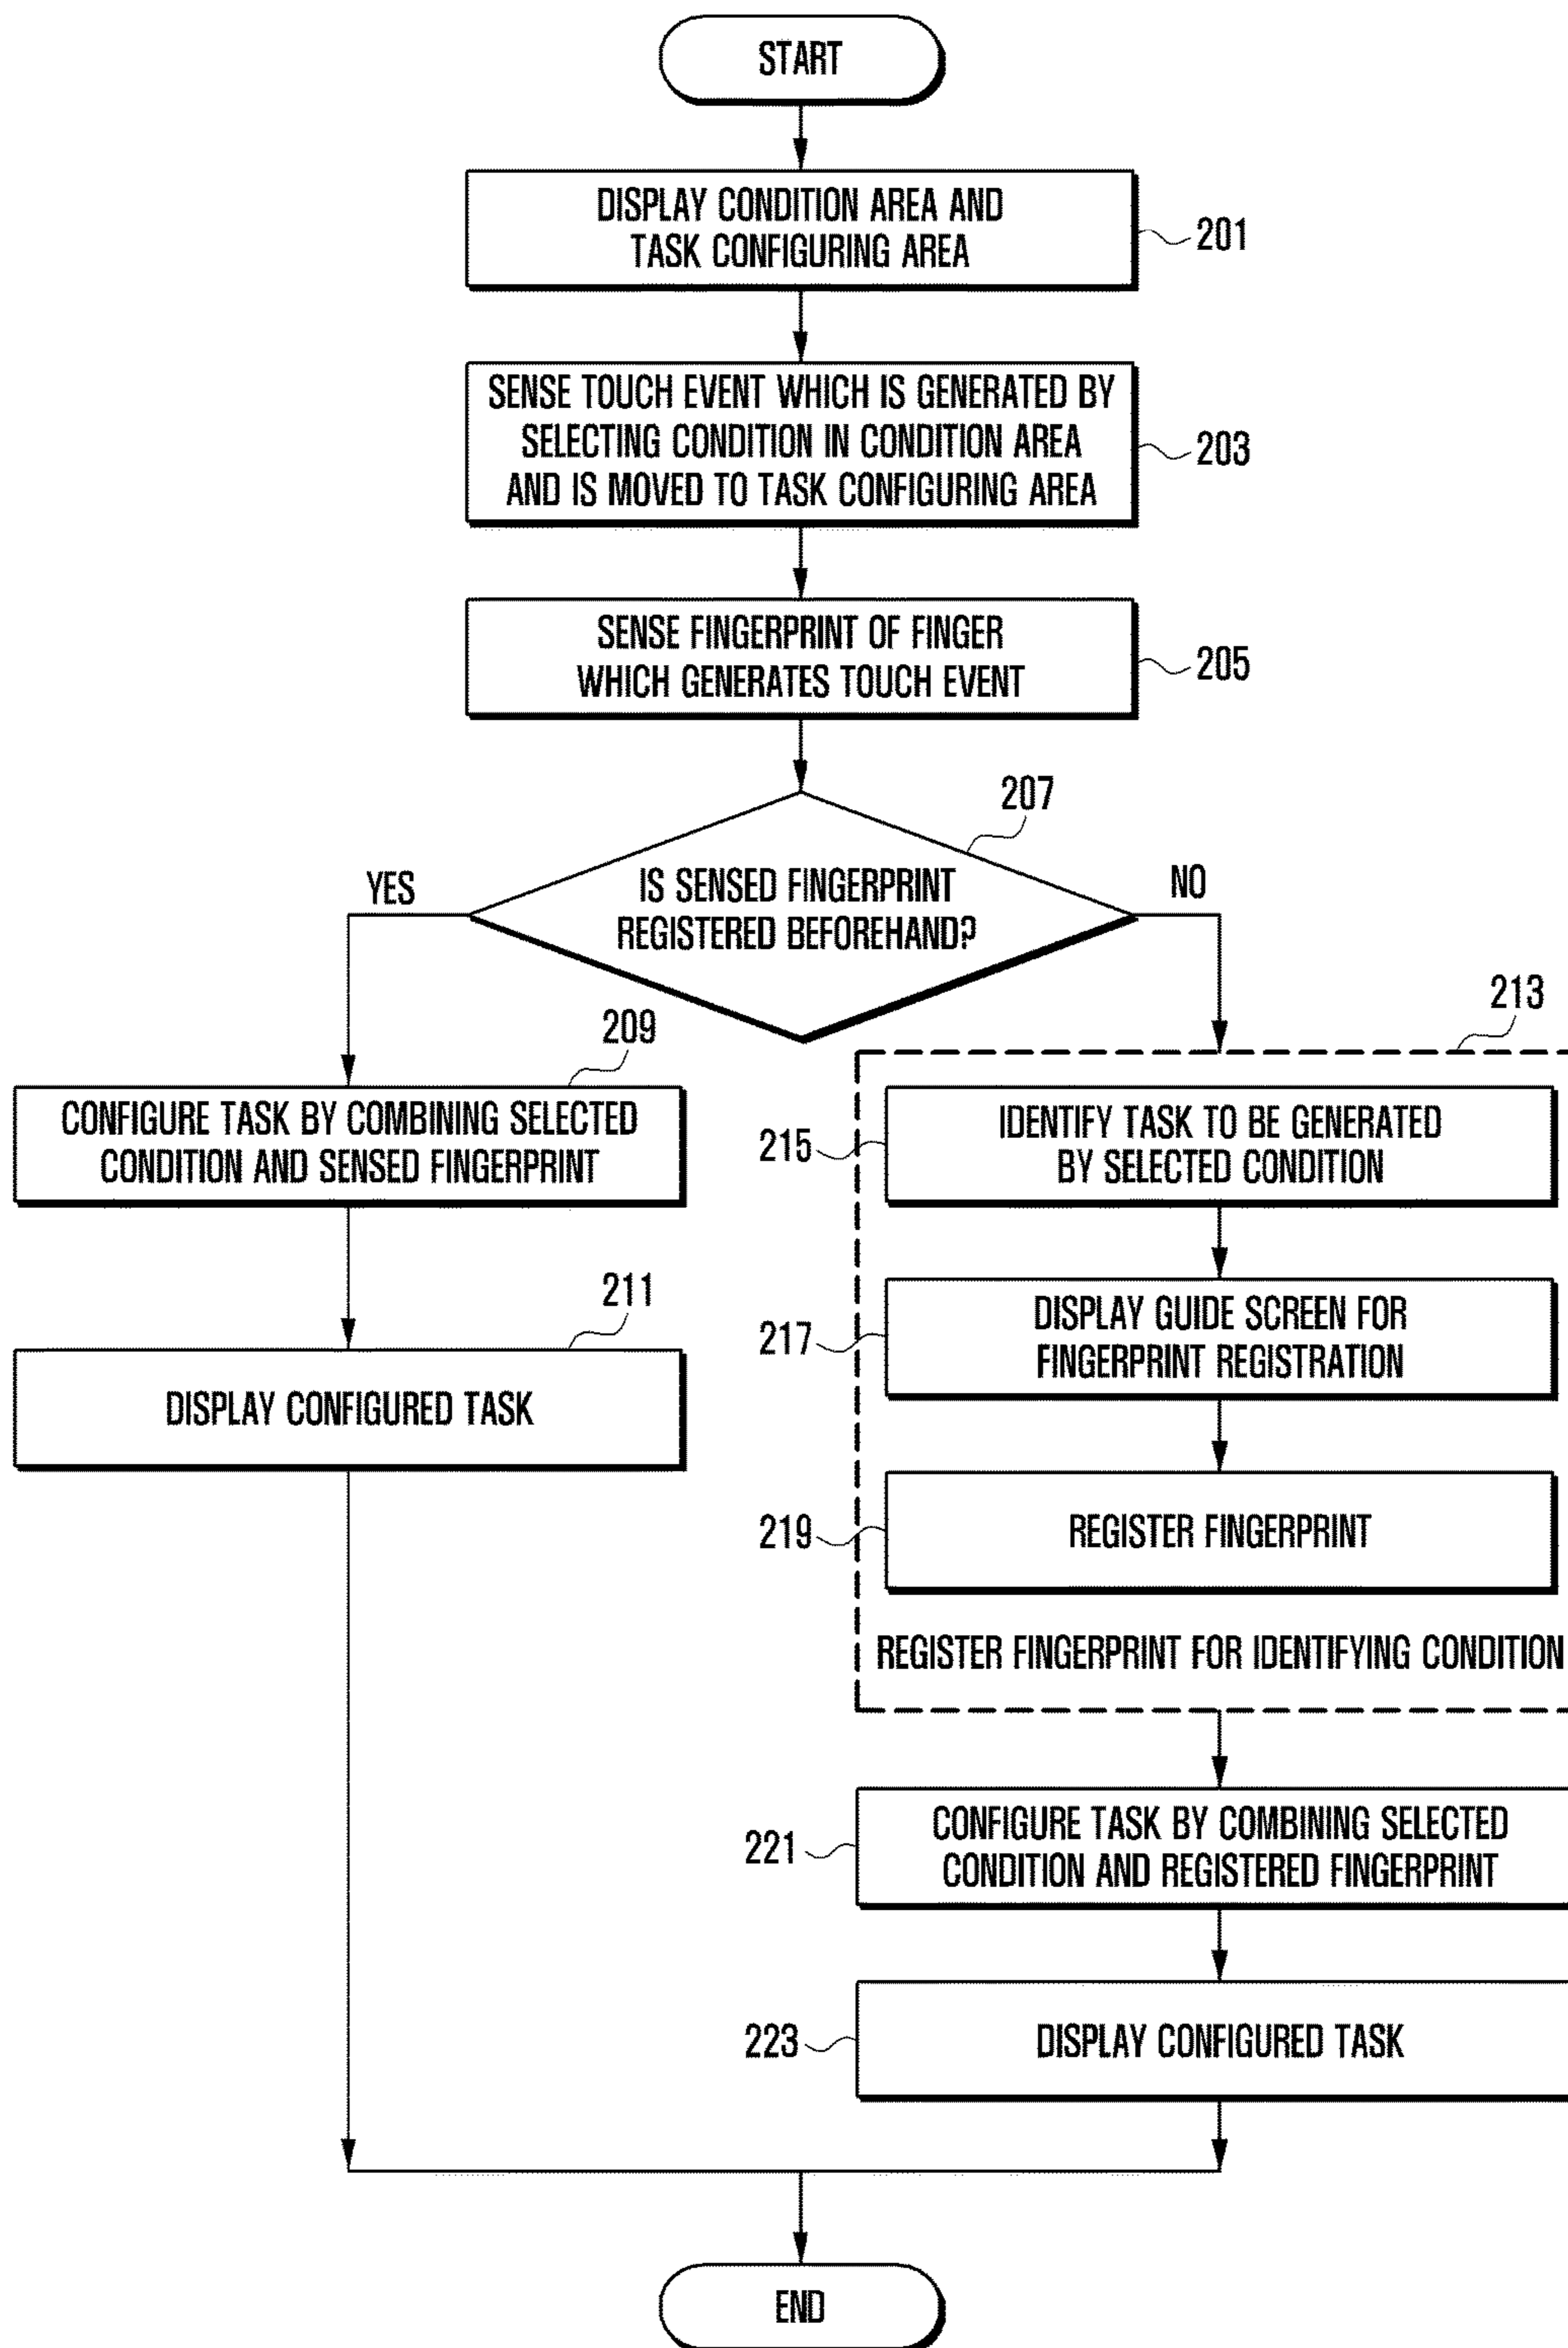 START
DISPLAY CONDITION AREA AND
TASK CONFIGURING AREA
201
SENSE TOUCH EVENT WHICH IS GENERATED BY
SELECTING CONDITION IN CONDITION AREA
AND IS MOVED TO TASK CONFIGURING AREA
203
SENSE FINGERPRINT OF FINGER
WHICH GENERATES TOUCH EVENT
205
207
IS SENSED FINGERPRINT
REGISTERED BEFOREHAND?
YES
NO
209
CONFIGURE TASK BY COMBINING SELECTED
CONDITION AND SENSED FINGERPRINT
211
DISPLAY CONFIGURED TASK
213
215
IDENTIFY TASK TO BE GENERATED
BY SELECTED CONDITION
217
DISPLAY GUIDE SCREEN FOR
FINGERPRINT REGISTRATION
219
REGISTER FINGERPRINT
REGISTER FINGERPRINT FOR IDENTIFYING CONDITION
221
CONFIGURE TASK BY COMBINING SELECTED
CONDITION AND REGISTERED FINGERPRINT
223
DISPLAY CONFIGURED TASK
END